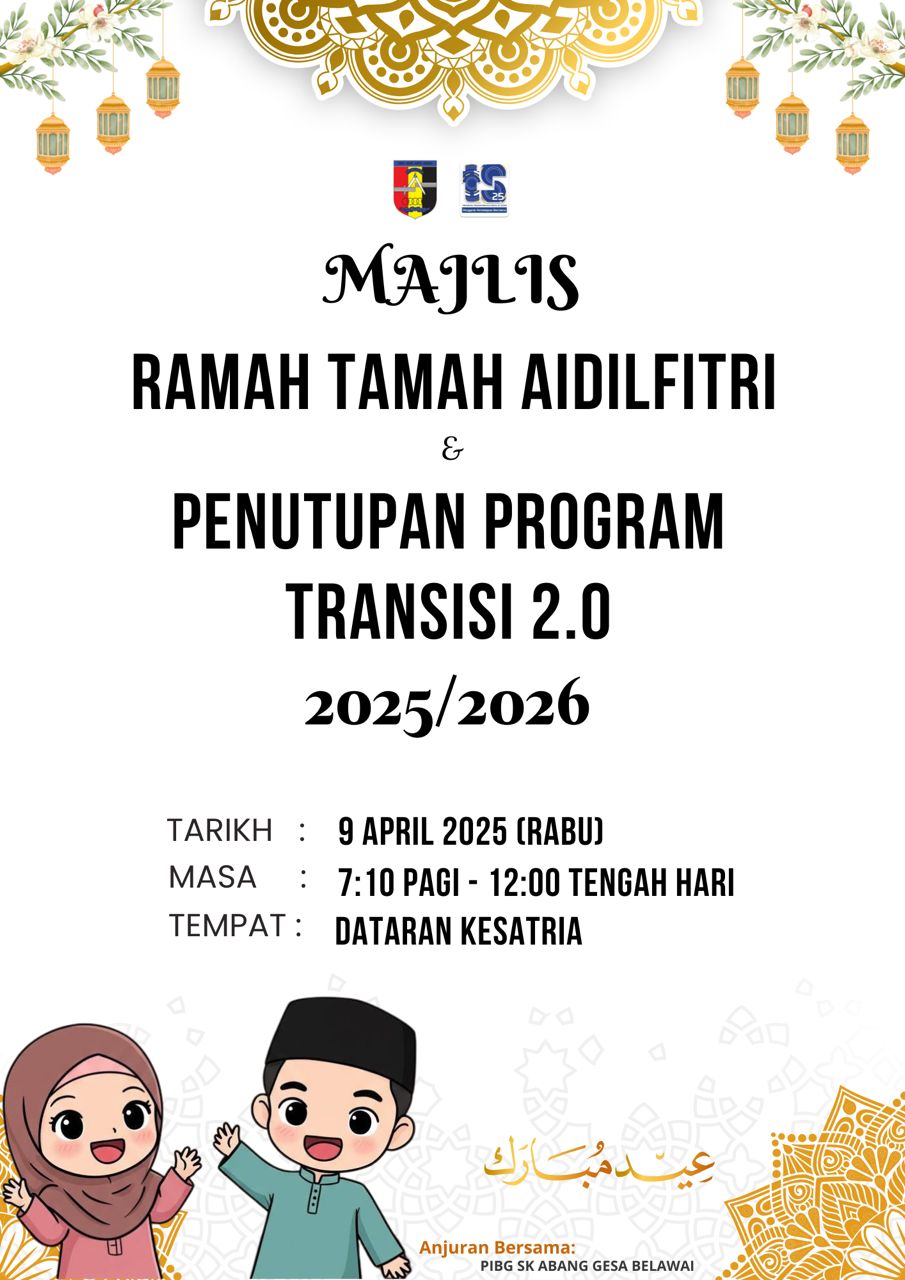 MAJLIS
RAMAH TAMAH AIDILFITRI
&
PENUTUPAN PROGRAM
TRANSISI 2.0
2025/2026
TARIKH : 9 APRIL 2025 (RABU)
MASA : 7:10 PAGI - 12:00 TENGAH HARI
TEMPAT : DATARAN KESATRIA
عيد مبارك
Anjuran Bersama:
PIBG SK ABANG GESA BELAWAI